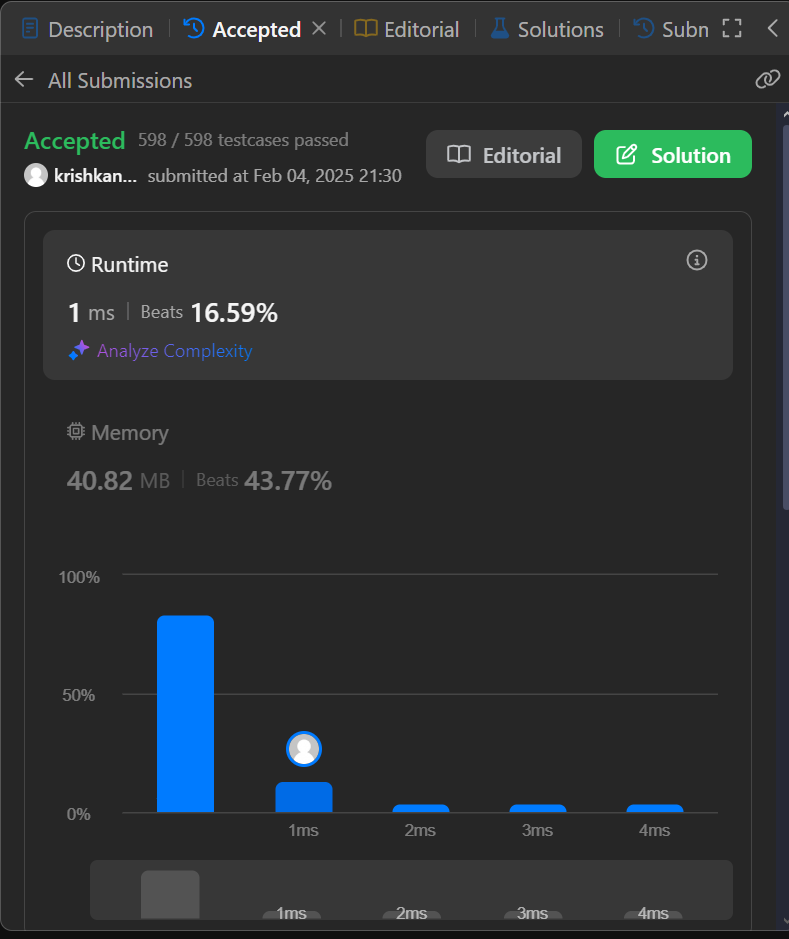 Description Accepted Editorial Solutions Subn
All Submissions
Accepted 598 / 598 testcases passed
krishkan... submitted at Feb 04, 2025 21:30
Editorial Solution
Runtime
1 ms Beats 16.59%
Analyze Complexity
Memory
40.82 MB Beats 43.77%
100%
50%
0%
1ms 2ms 3ms 4ms
1ms 2ms 3ms 4ms